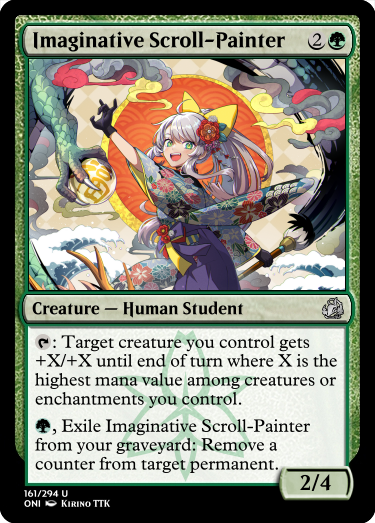 Imaginative Scroll-Painter 2
: Target creature you control gets
+X/+X until end of turn where X is the
highest mana value among creatures or
enchantments you control.
, Exile Imaginative Scroll-Painter
from your graveyard: Remove a
counter from target permanent.
Creature — Human Student
2/4
161/294 U
ONI Kirino TTK